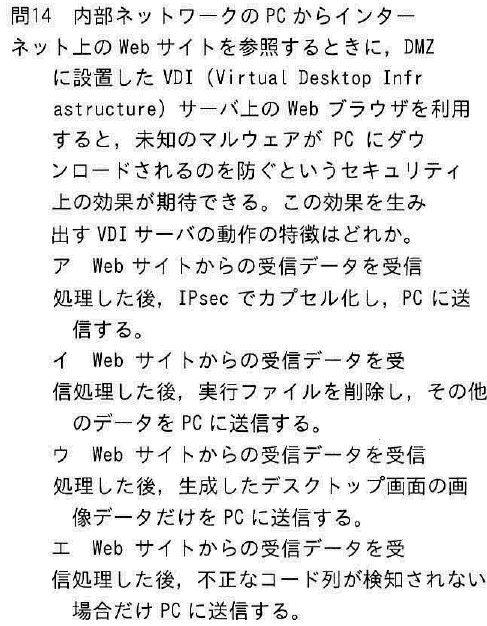 問14　内部ネットワークのPCからインター
ネット上のWebサイトを参照するときに，DMZ
に設置したVDI（Virtual Desktop Infr
astructure）サーバ上のWebブラウザを利用
すると，未知のマルウェアがPCにダウ
ンロードされるのを防ぐというセキュリティ
上の効果が期待できる。この効果を生み
出すVDIサーバの動作の特徴はどれか。
ア　Webサイトからの受信データを受信
処理した後，IPsecでカプセル化し，PCに送
信する。
イ　Webサイトからの受信データを受
信処理した後，実行ファイルを削除し，その他
のデータをPCに送信する。
ウ　Webサイトからの受信データを受信
処理した後，生成したデスクトップ画面の画
像データだけをPCに送信する。
エ　Webサイトからの受信データを受
信処理した後，不正なコード列が検知されない
場合だけPCに送信する。